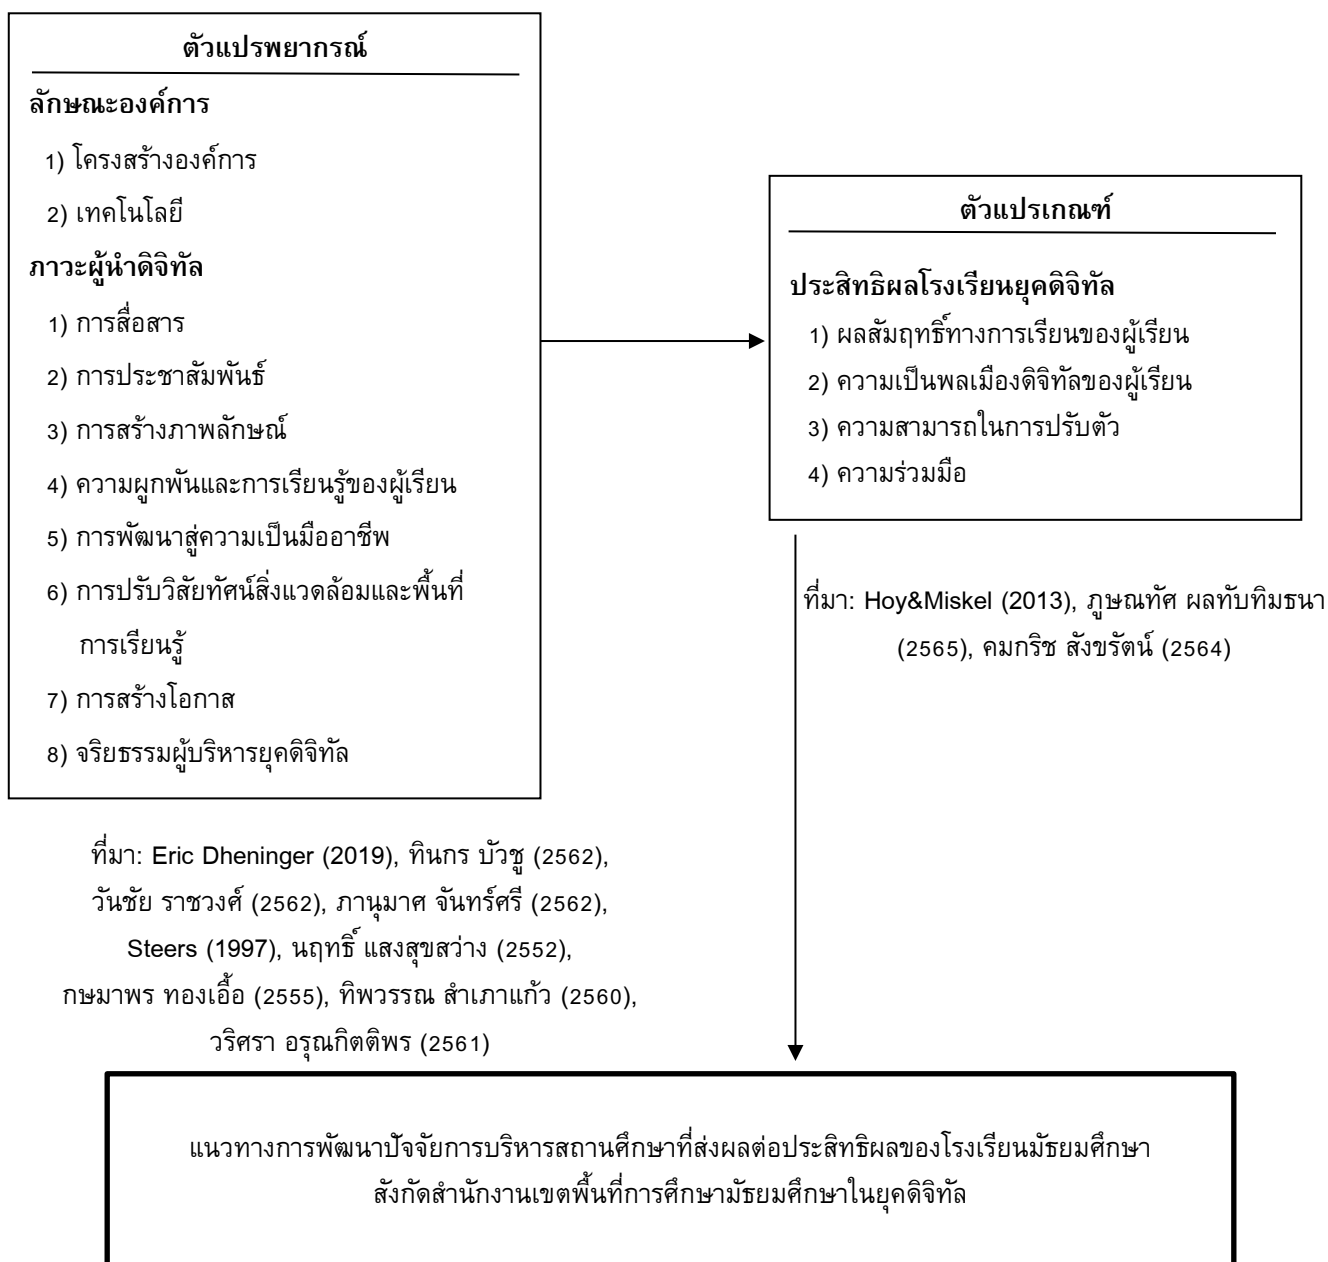 ตัวแปรพยากรณ์
ลักษณะองค์การ
1) โครงสร้างองค์การ
2) เทคโนโลยี
ภาวะผู้นำดิจิทัล
1) การสื่อสาร
2) การประชาสัมพันธ์
3) การสร้างภาพลักษณ์
4) ความผูกพันและการเรียนรู้ของผู้เรียน
5) การพัฒนาสู่ความเป็นมืออาชีพ
6) การปรับวิสัยทัศน์สิ่งแวดล้อมและพื้นที่
การเรียนรู้
7) การสร้างโอกาส
8) จริยธรรมผู้บริหารยุคดิจิทัล
ที่มา: Eric Dheninger (2019), ทินกร บัวชู (2562),
วันชัย ราชวงศ์ (2562), ภานุมาศ จันทร์ศรี (2562),
Steers (1997), นฤทธิ์ แสงสุขสว่าง (2552),
กษมาพร ทองเอื้อ (2555), ทิพวรรณ สำเภาแก้ว (2560),
วริศรา อรุณกิตติพร (2561)
ตัวแปรเกณฑ์
ประสิทธิผลโรงเรียนยุคดิจิทัล
1) ผลสัมฤทธิ์ทางการเรียนของผู้เรียน
2) ความเป็นพลเมืองดิจิทัลของผู้เรียน
3) ความสามารถในการปรับตัว
4) ความร่วมมือ
ที่มา: Hoy&Miskel (2013), ภูษณทัศ ผลทับทิมธนา
(2565), คมกริช สังขรัตน์ (2564)
แนวทางการพัฒนาปัจจัยการบริหารสถานศึกษาที่ส่งผลต่อประสิทธิผลของโรงเรียนมัธยมศึกษา
สังกัดสำนักงานเขตพื้นที่การศึกษามัธยมศึกษาในยุคดิจิทัล